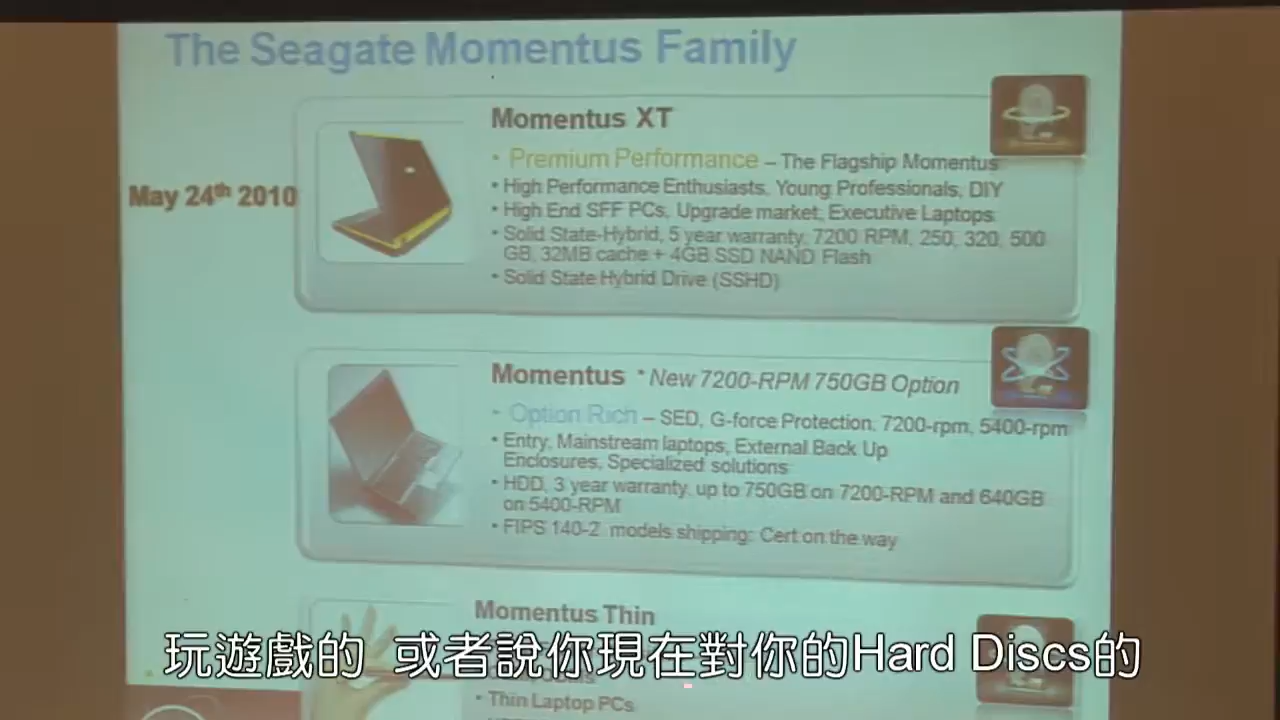 The Seagate Momentus Family
May 24th 2010
Momentus XT
• Premium Performance – The Flagship Momentus
• High Performance Enthusiasts, Young Professionals, DIY
• High End SFF PCs, Upgrade market, Executive Laptops
• Solid State-Hybrid, 5 year warranty, 7200 RPM, 250, 320, 500
GB, 32MB cache + 4GB SSD NAND Flash
• Solid State Hybrid Drive (SSHD)
Momentus * New 7200-RPM 750GB Option
• Option Rich – SED, G-force Protection, 7200-rpm, 5400-rpm
• Entry, Mainstream laptops, External Back Up
Enclosures, Specialized solutions
• HDD, 3 year warranty, up to 750GB on 7200-RPM and 640GB
on 5400-RPM
• FIPS 140-2 models shipping: Cert on the way
Momentus Thin
玩遊戲的 或者說你現在對你的Hard Discs的
• Thin Laptop PCs